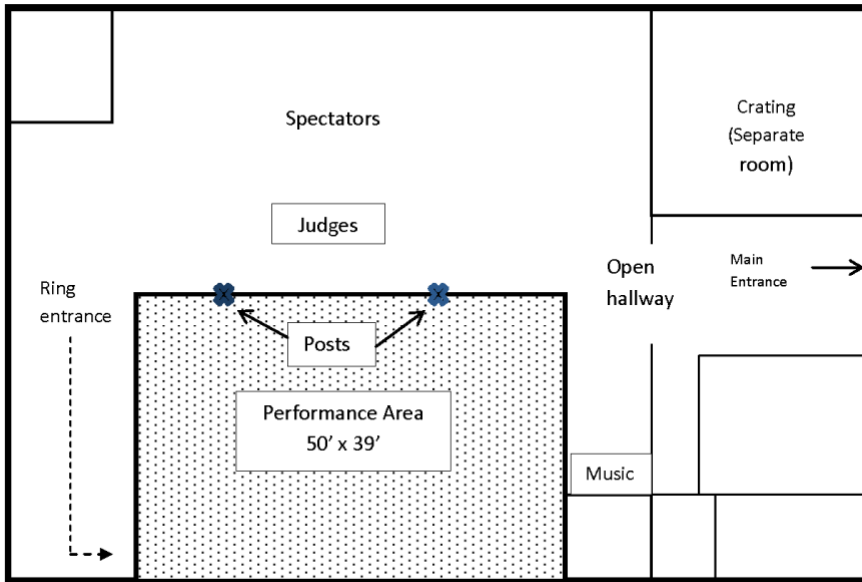 Spectators
Crating
(Separate
room)
Judges
Open
hallway
Main
Entrance
Ring
entrance
Posts
Performance Area
50’ x 39’
Music